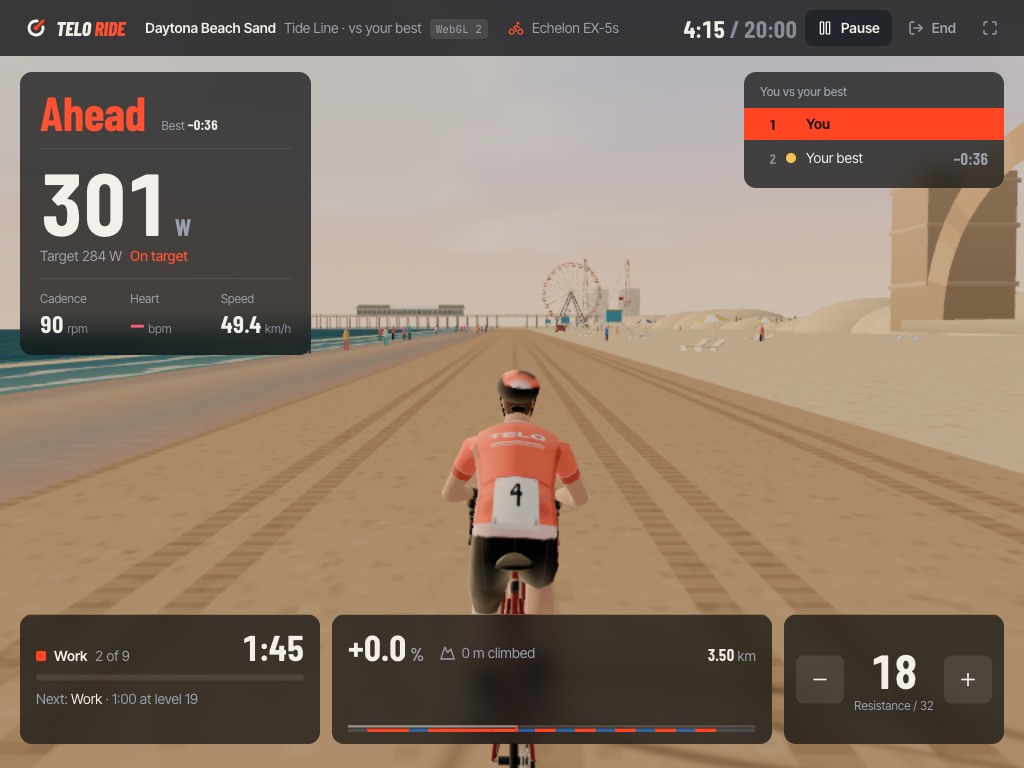 TELO RIDE Daytona Beach Sand Tide Line · vs your best WebGL 2 Echelon EX-5s 4:15 / 20:00 Pause End
Ahead Best −0:36
301 W
Target 284 W On target
Cadence Heart Speed
90 rpm – bpm 49.4 km/h
You vs your best
1 You
2 Your best −0:36
TELO
4
Work 2 of 9 1:45
Next: Work · 1:00 at level 19
+0.0 % 0 m climbed 3.50 km
− 18 +
Resistance / 32